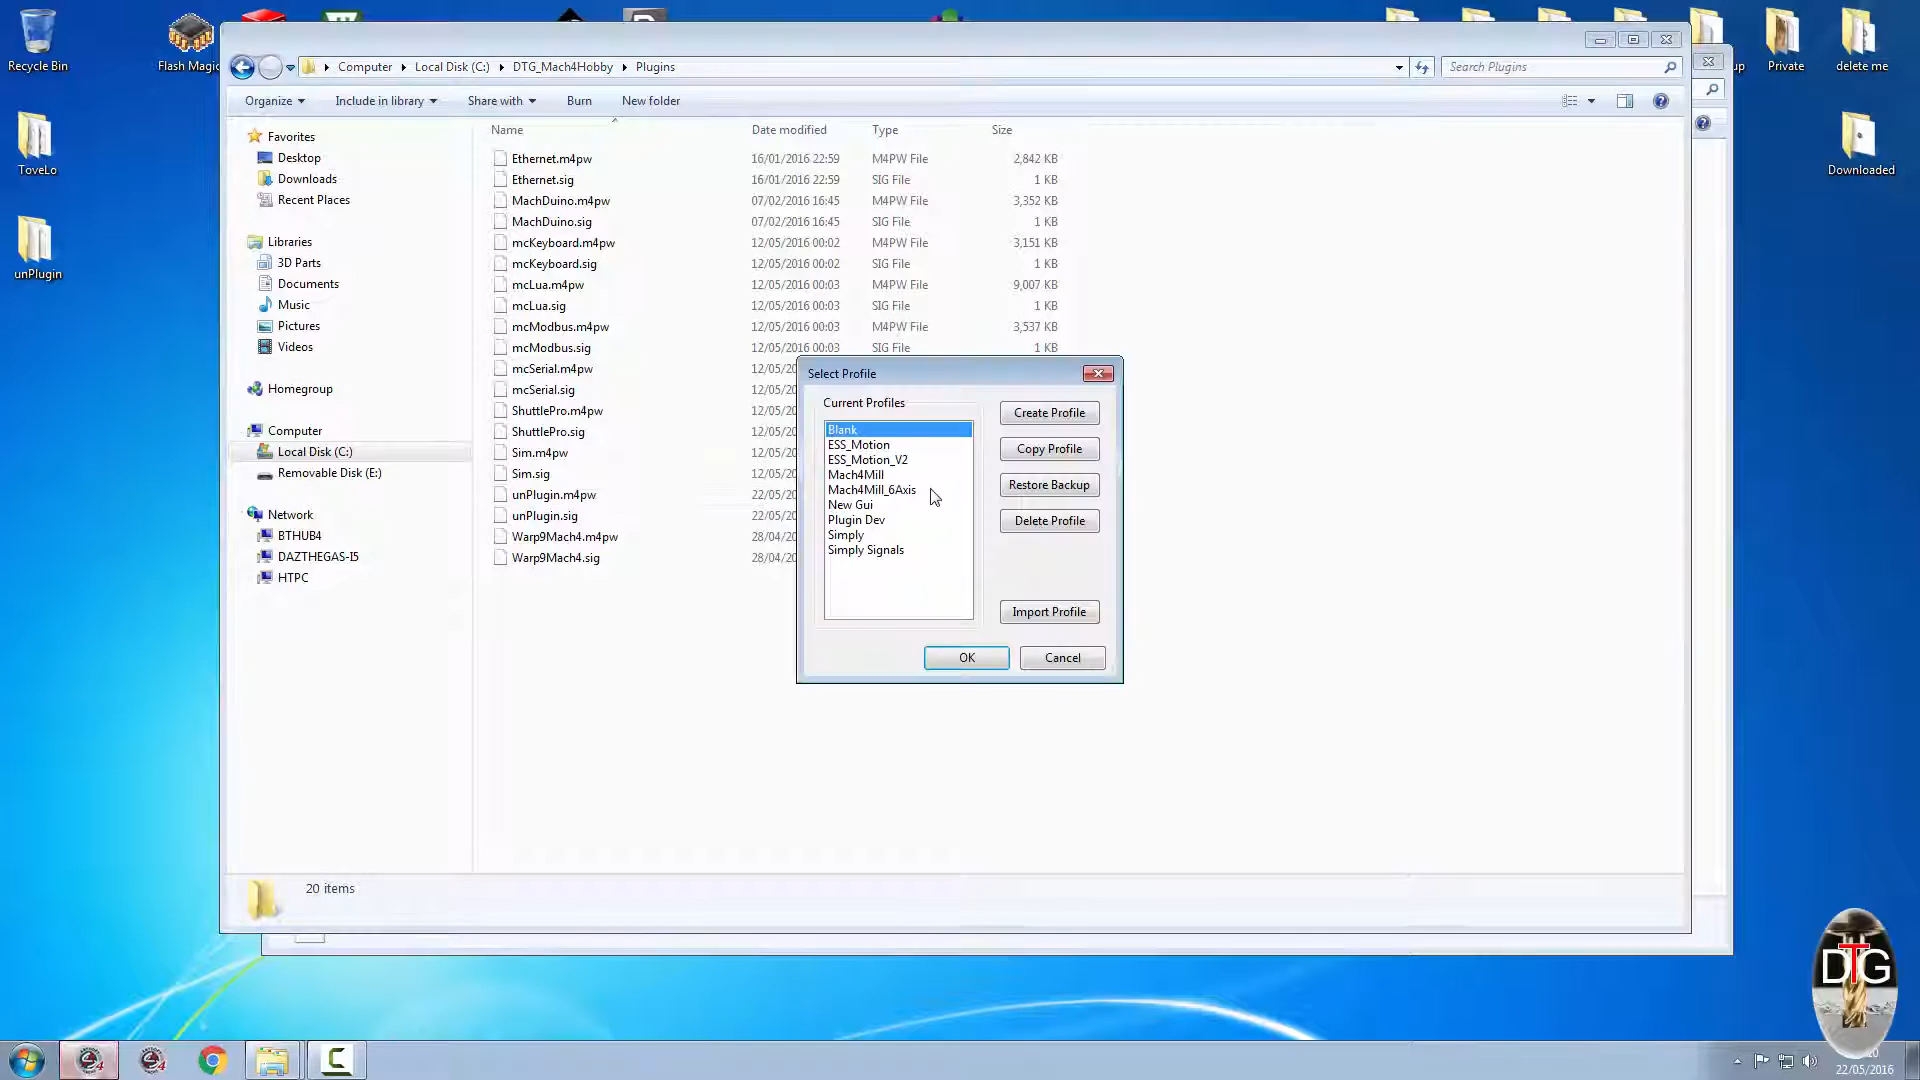 Recycle Bin
Flash Magic
Private
delete me
ToveLo
Downloaded
unPlugin
Computer Local Disk (C:) DTG_Mach4Hobby Plugins
Search Plugins
Organize Include in library Share with Burn New folder
Favorites
Desktop
Downloads
Recent Places
Libraries
3D Parts
Documents
Music
Pictures
Videos
Homegroup
Computer
Local Disk (C:)
Removable Disk (E:)
Network
BTHUB4
DAZTHEGAS-I5
HTPC
Name Date modified Type Size
Ethernet.m4pw 16/01/2016 22:59 M4PW File 2,842 KB
Ethernet.sig 16/01/2016 22:59 SIG File 1 KB
MachDuino.m4pw 07/02/2016 16:45 M4PW File 3,352 KB
MachDuino.sig 07/02/2016 16:45 SIG File 1 KB
mcKeyboard.m4pw 12/05/2016 00:02 M4PW File 3,151 KB
mcKeyboard.sig 12/05/2016 00:02 SIG File 1 KB
mcLua.m4pw 12/05/2016 00:03 M4PW File 9,007 KB
mcLua.sig 12/05/2016 00:03 SIG File 1 KB
mcModbus.m4pw 12/05/2016 00:03 M4PW File 3,537 KB
mcModbus.sig 12/05/2016 00:03 SIG File 1 KB
mcSerial.m4pw 12/05/20
mcSerial.sig 12/05/20
ShuttlePro.m4pw 12/05/20
ShuttlePro.sig 12/05/20
Sim.m4pw 12/05/20
Sim.sig 12/05/20
unPlugin.m4pw 22/05/20
unPlugin.sig 22/05/20
Warp9Mach4.m4pw 28/04/20
Warp9Mach4.sig 28/04/20
Select Profile
Current Profiles
Blank
ESS_Motion
ESS_Motion_V2
Mach4Mill
Mach4Mill_6Axis
New Gui
Plugin Dev
Simply
Simply Signals
Create Profile
Copy Profile
Restore Backup
Delete Profile
Import Profile
OK Cancel
20 items
DTG
22/05/2016